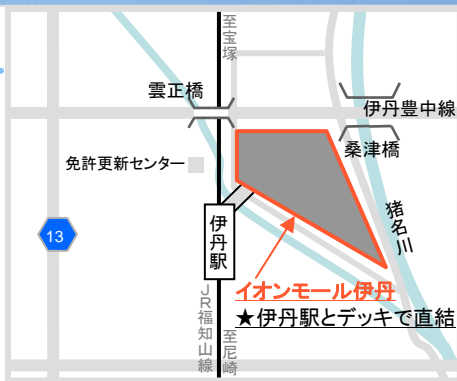 至宝塚
雲正橋
伊丹豊中線
桑津橋
免許更新センター
猪名川
13
伊丹駅
イオンモール伊丹
★伊丹駅とデッキで直結
JR福知山線
至尼崎